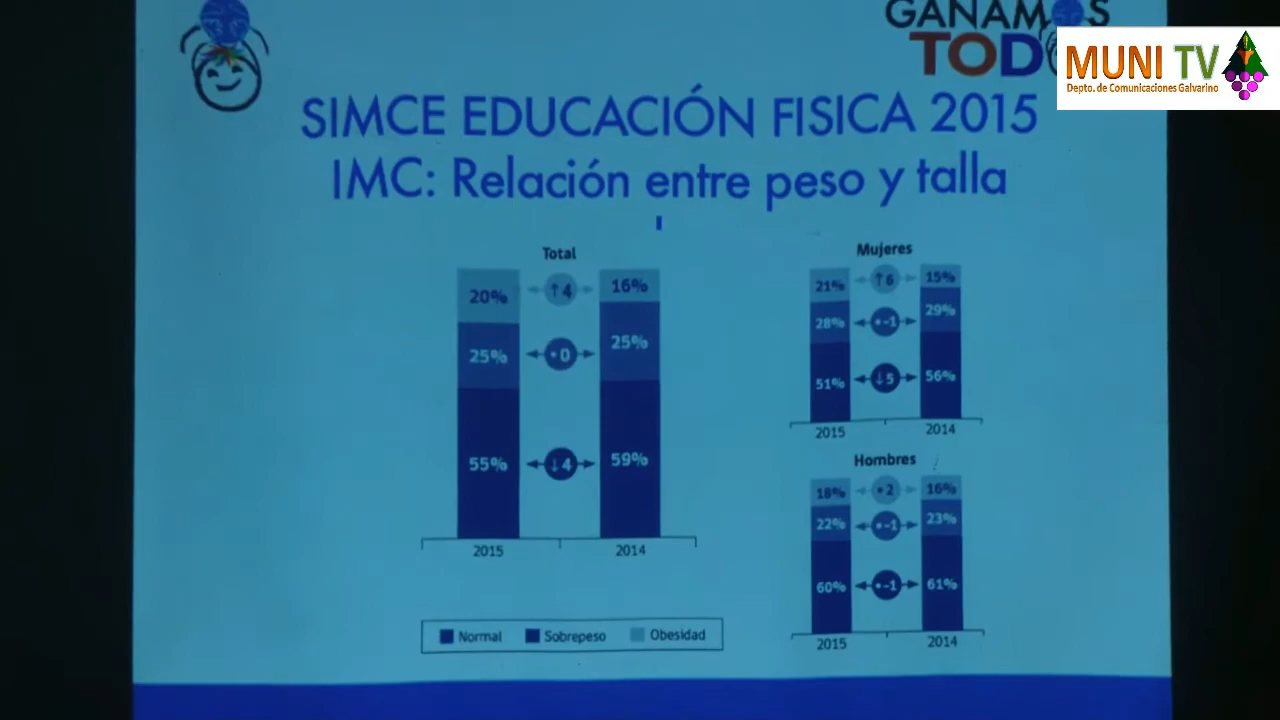 GANAMOS
TODOS
MUNI TV
Depto. de Comunicaciones Galvarino
SIMCE EDUCACIÓN FISICA 2015
IMC: Relación entre peso y talla
Total
20% ↑4 16%
25% •0 25%
55% ↓4 59%
2015 2014
Mujeres
21% ↑6 15%
28% •-1 29%
51% ↓5 56%
2015 2014
Hombres
18% •2 16%
22% •-1 23%
60% •-1 61%
2015 2014
Normal Sobrepeso Obesidad